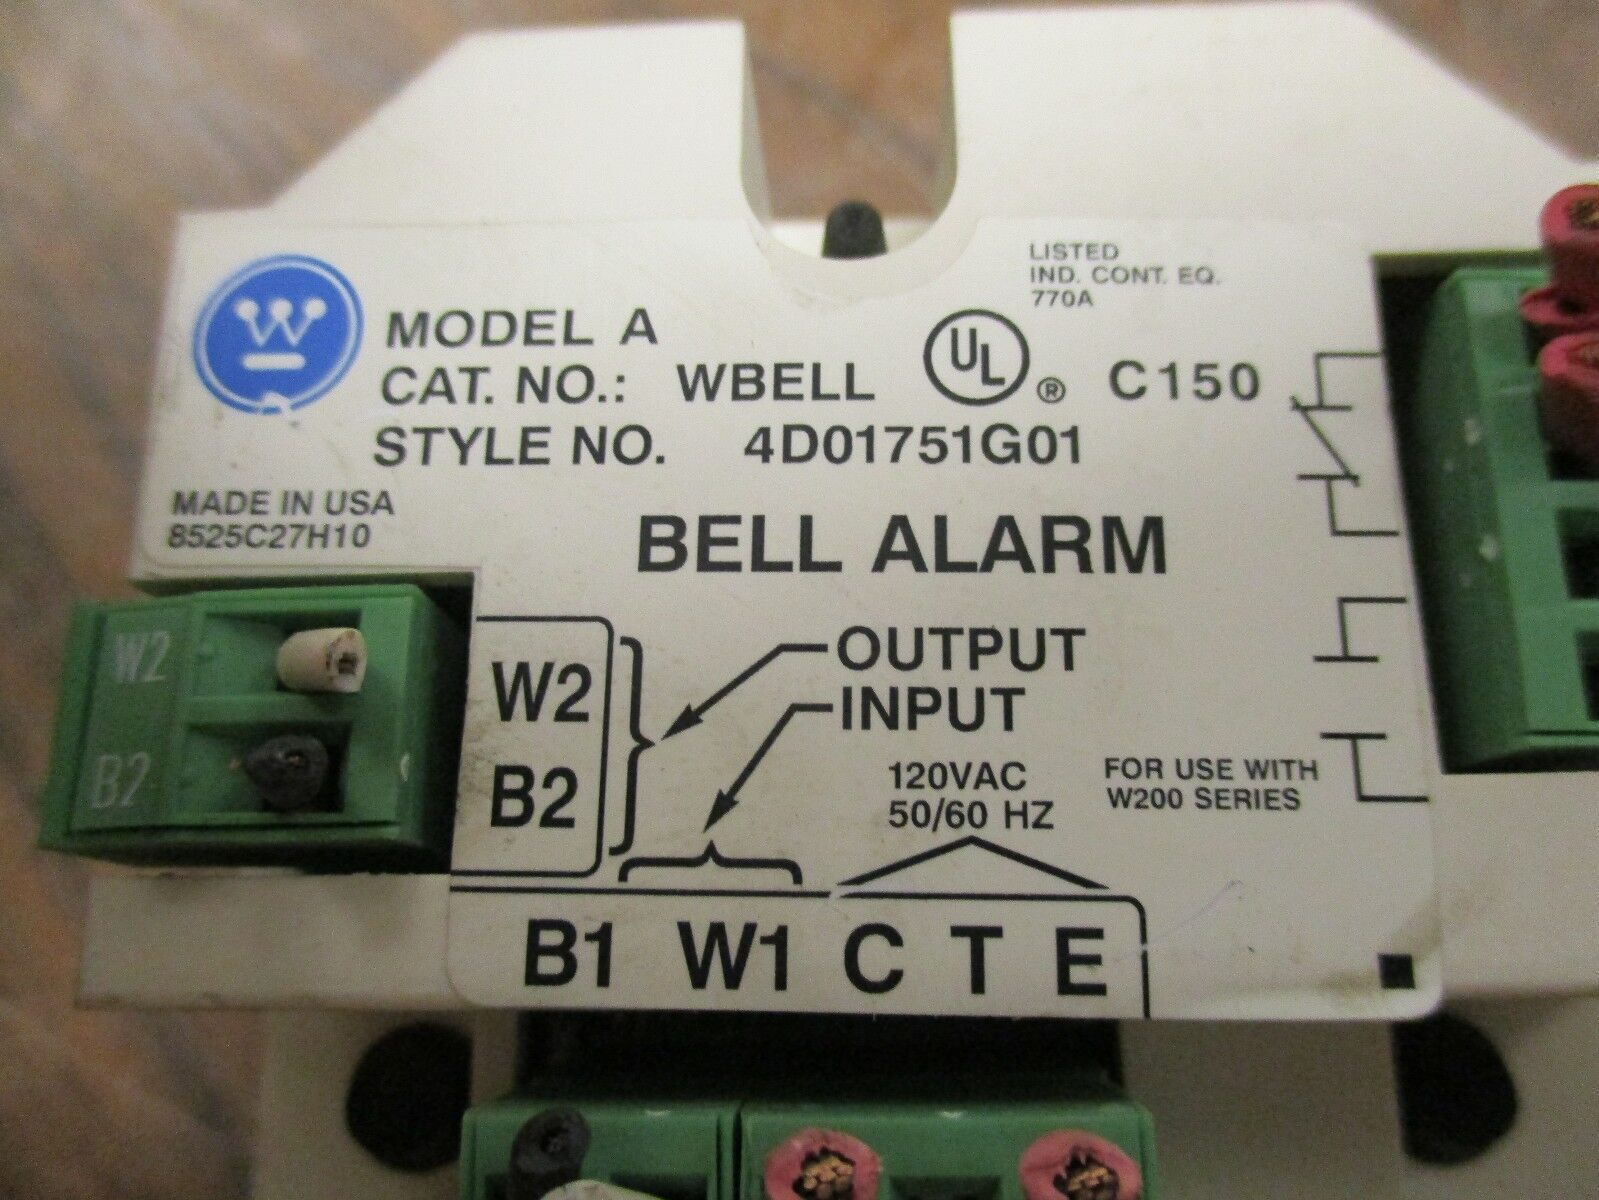 LISTED
IND. CONT. EQ.
770A
W
MODEL A
CAT. NO.: WBELL UL ® C150
STYLE NO. 4D01751G01
MADE IN USA
8525C27H10
BELL ALARM
W2
B2
W2
B2
OUTPUT
INPUT
120VAC
50/60 HZ
FOR USE WITH
W200 SERIES
B1 W1 C T E